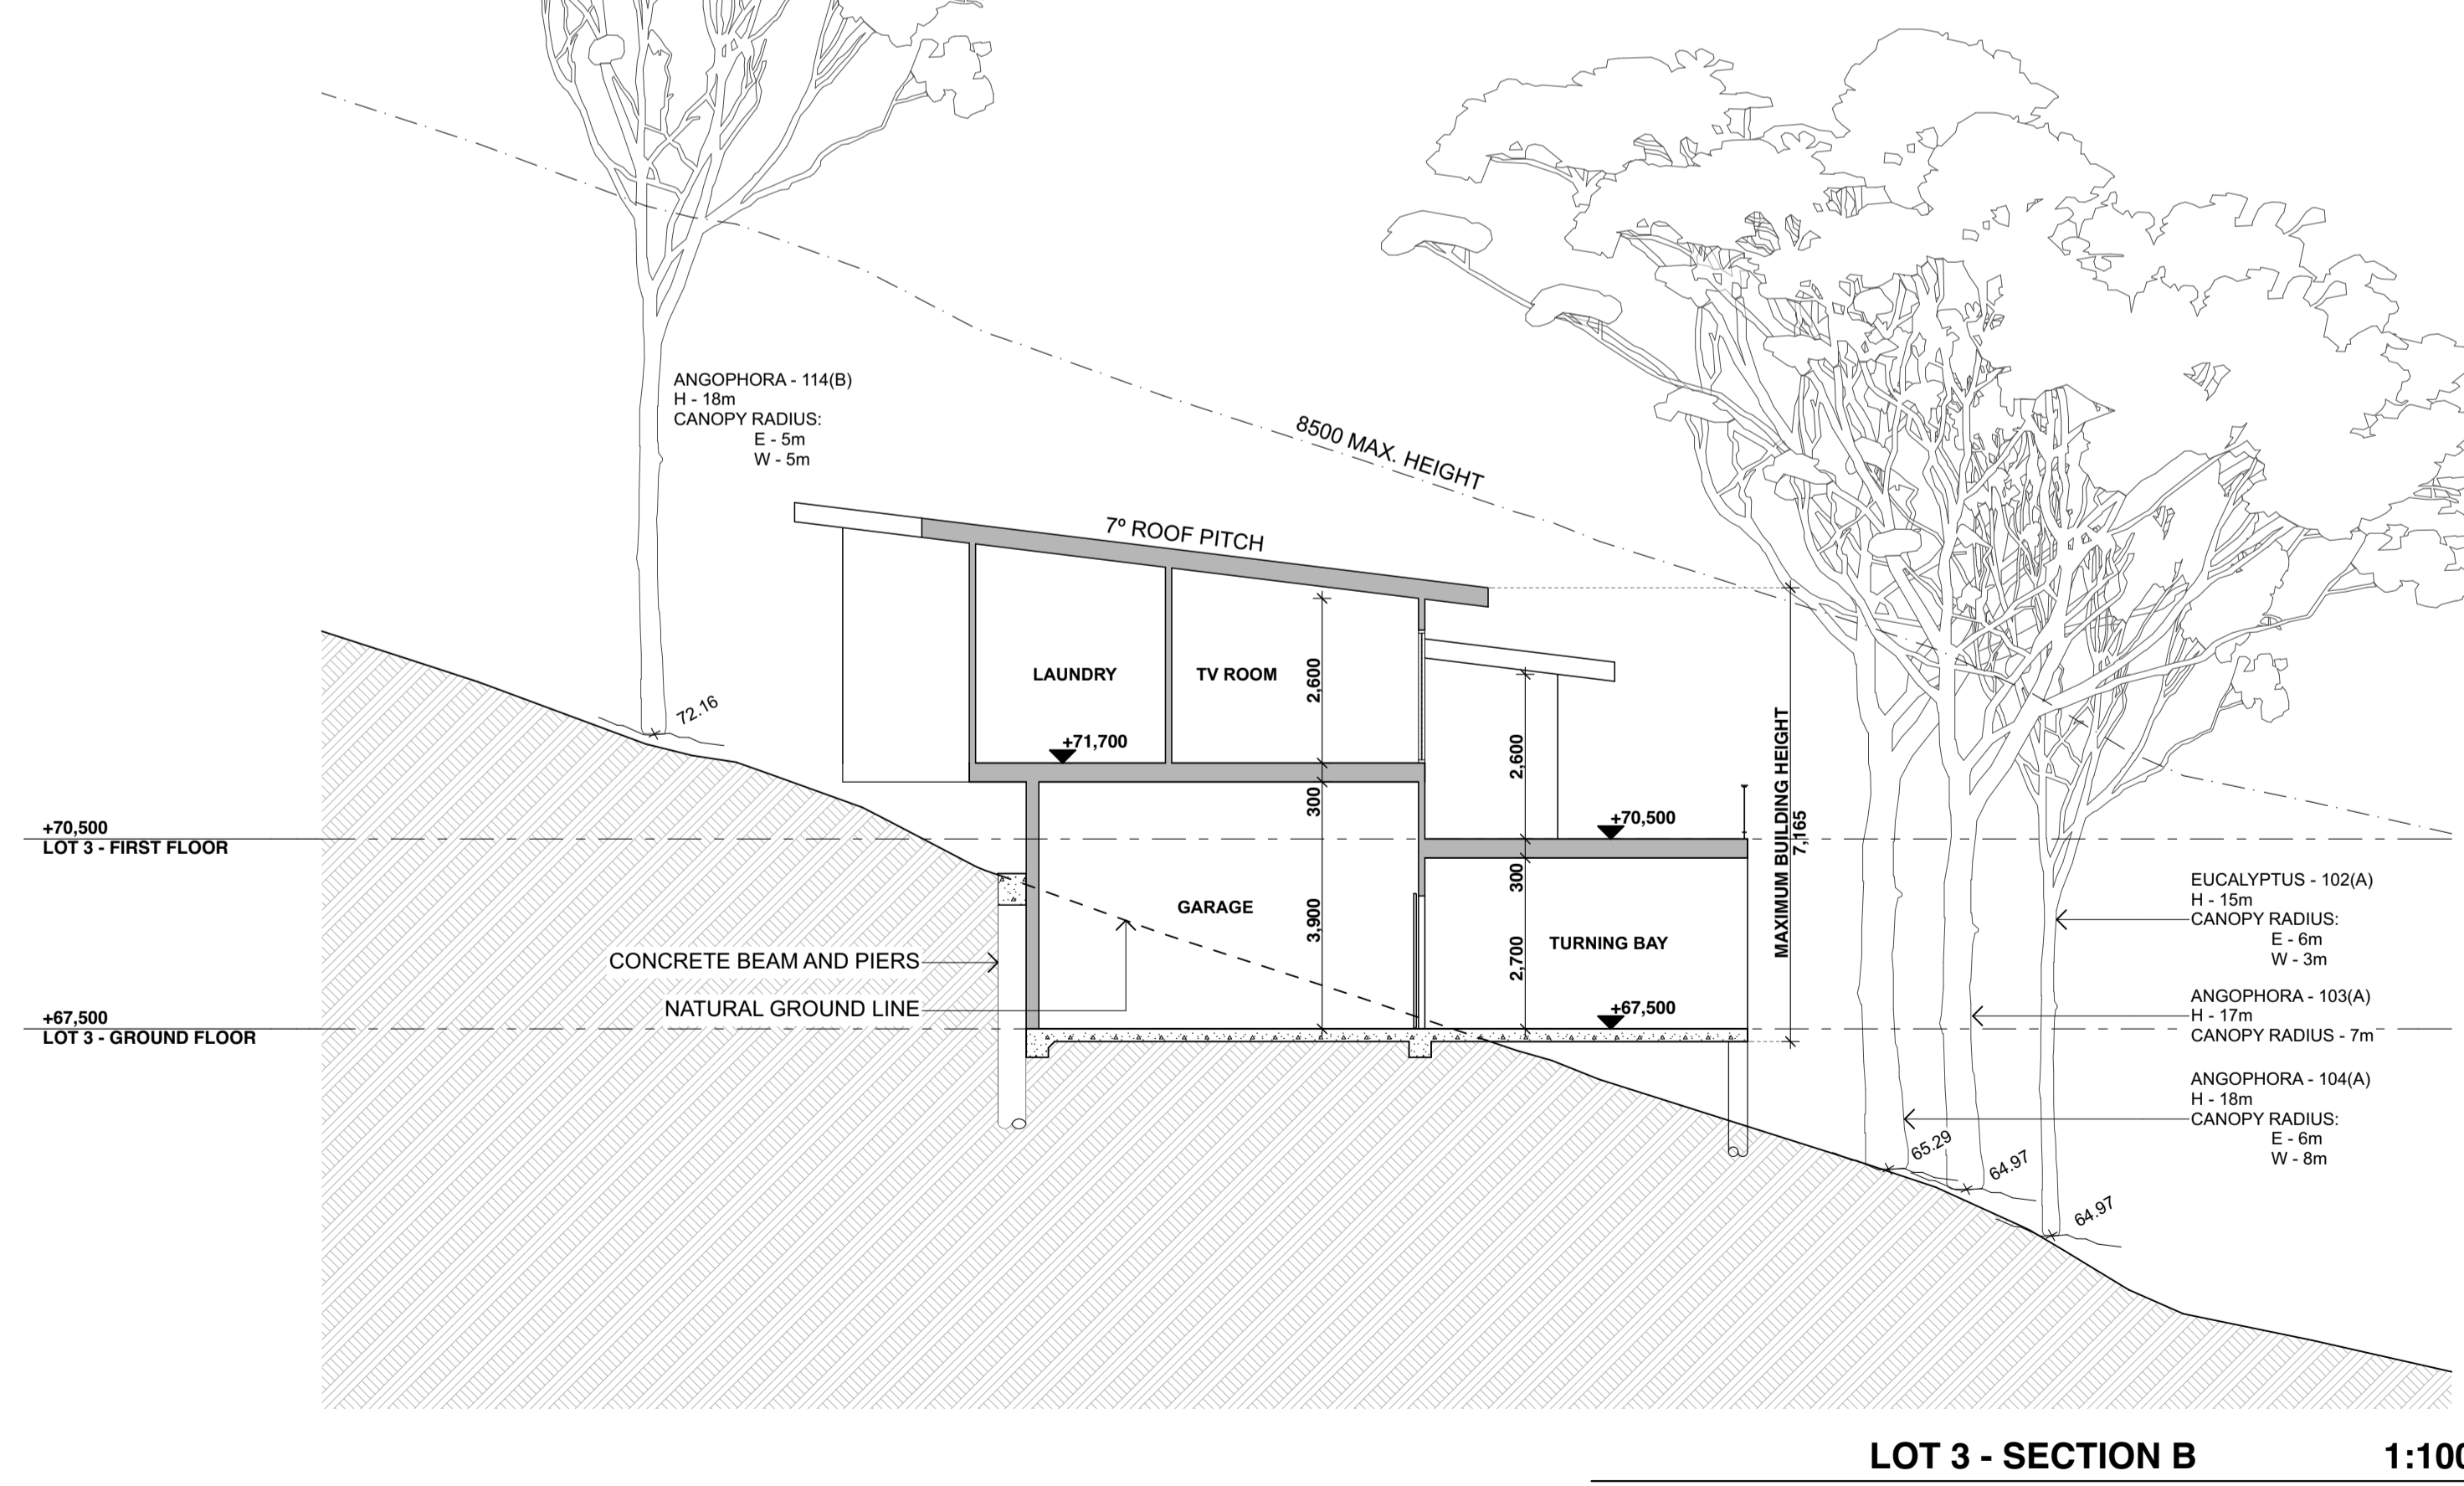 ANGOPHORA - 114(B)
H - 18m
CANOPY RADIUS:
E - 5m
W - 5m
8500 MAX. HEIGHT
7º ROOF PITCH
LAUNDRY
TV ROOM
2,600
72.16
+71,700
2,600
MAXIMUM BUILDING HEIGHT
7,165
300
+70,500
LOT 3 - FIRST FLOOR
+70,500
300
EUCALYPTUS - 102(A)
H - 15m
CANOPY RADIUS:
E - 6m
W - 3m
GARAGE
3,900
TURNING BAY
2,700
CONCRETE BEAM AND PIERS
NATURAL GROUND LINE
ANGOPHORA - 103(A)
H - 17m
CANOPY RADIUS - 7m
+67,500
LOT 3 - GROUND FLOOR
+67,500
ANGOPHORA - 104(A)
H - 18m
CANOPY RADIUS:
E - 6m
W - 8m
65.29
64.97
64.97
LOT 3 - SECTION B
1:100